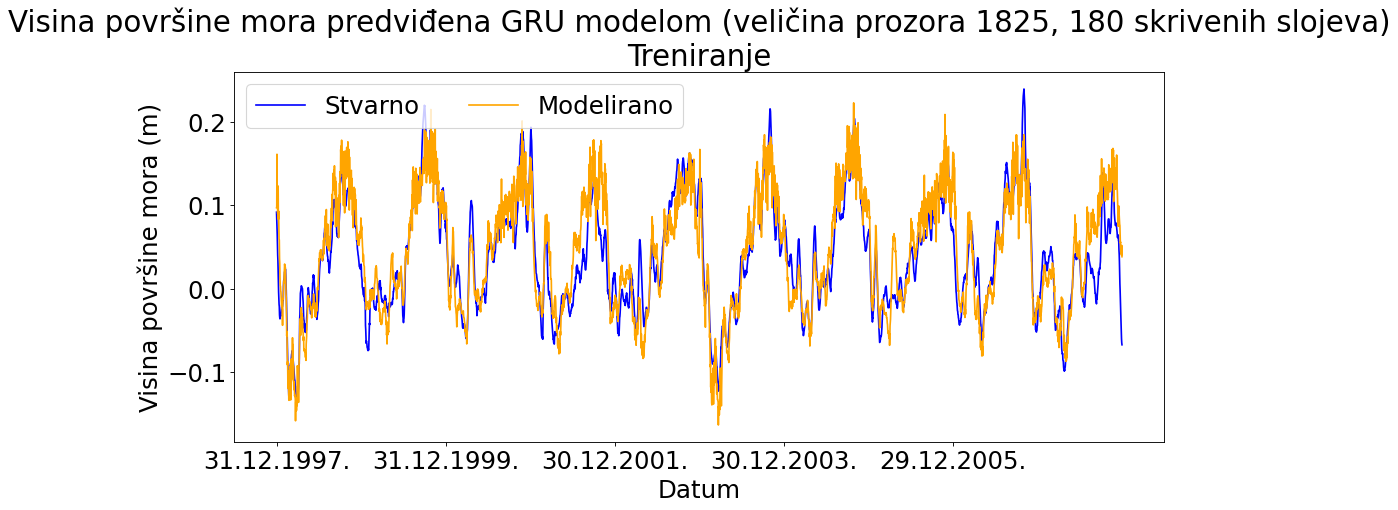 Visina površine mora predviđena GRU modelom (veličina prozora 1825, 180 skrivenih slojeva)
Treniranje
Stvarno
Modelirano
Visina površine mora (m)
0.2
0.1
0.0
−0.1
31.12.1997.
31.12.1999.
30.12.2001.
30.12.2003.
29.12.2005.
Datum